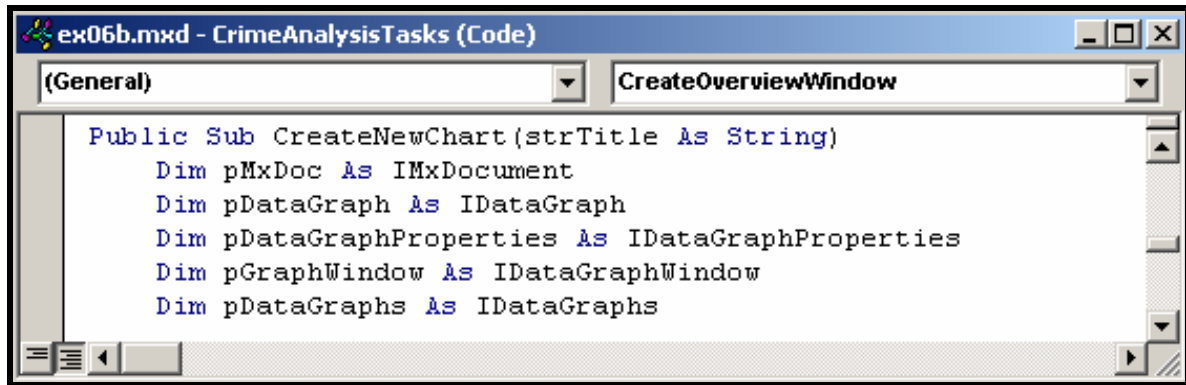 ex06b.mxd - CrimeAnalysisTasks (Code)
(General) CreateOverviewWindow
Public Sub CreateNewChart(strTitle As String)
Dim pMxDoc As IMxDocument
Dim pDataGraph As IDataGraph
Dim pDataGraphProperties As IDataGraphProperties
Dim pGraphWindow As IDataGraphWindow
Dim pDataGraphs As IDataGraphs